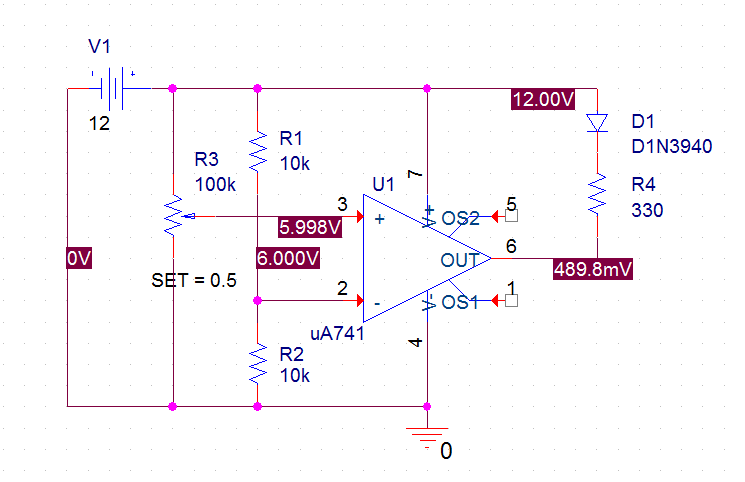 V1
12
12.00V
R3
100k
R1
10k
D1
D1N3940
R4
330
7
U1
3
+
V+
OS2
5
5.998V
0V
6.000V
SET = 0.5
OUT
6
489.8mV
2
-
V-
OS1
1
uA741
4
R2
10k
0